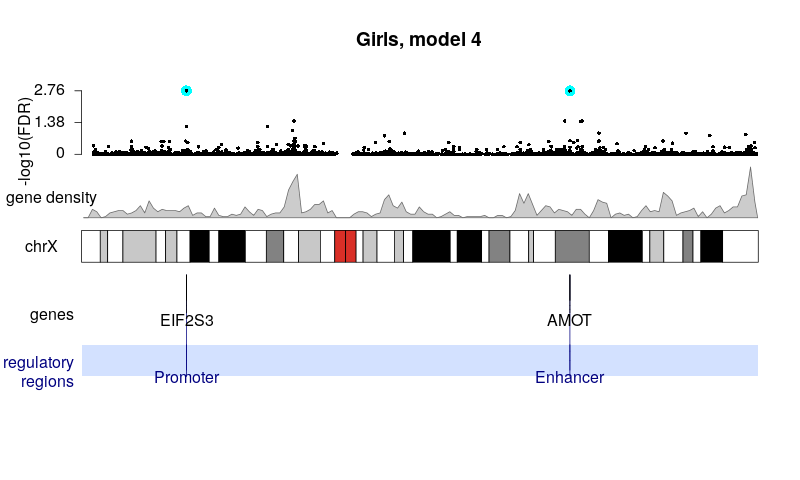 Girls, model 4
2.76
1.38
0
-log10(FDR)
gene density
chrX
genes
EIF2S3
AMOT
regulatory
regions
Promoter
Enhancer